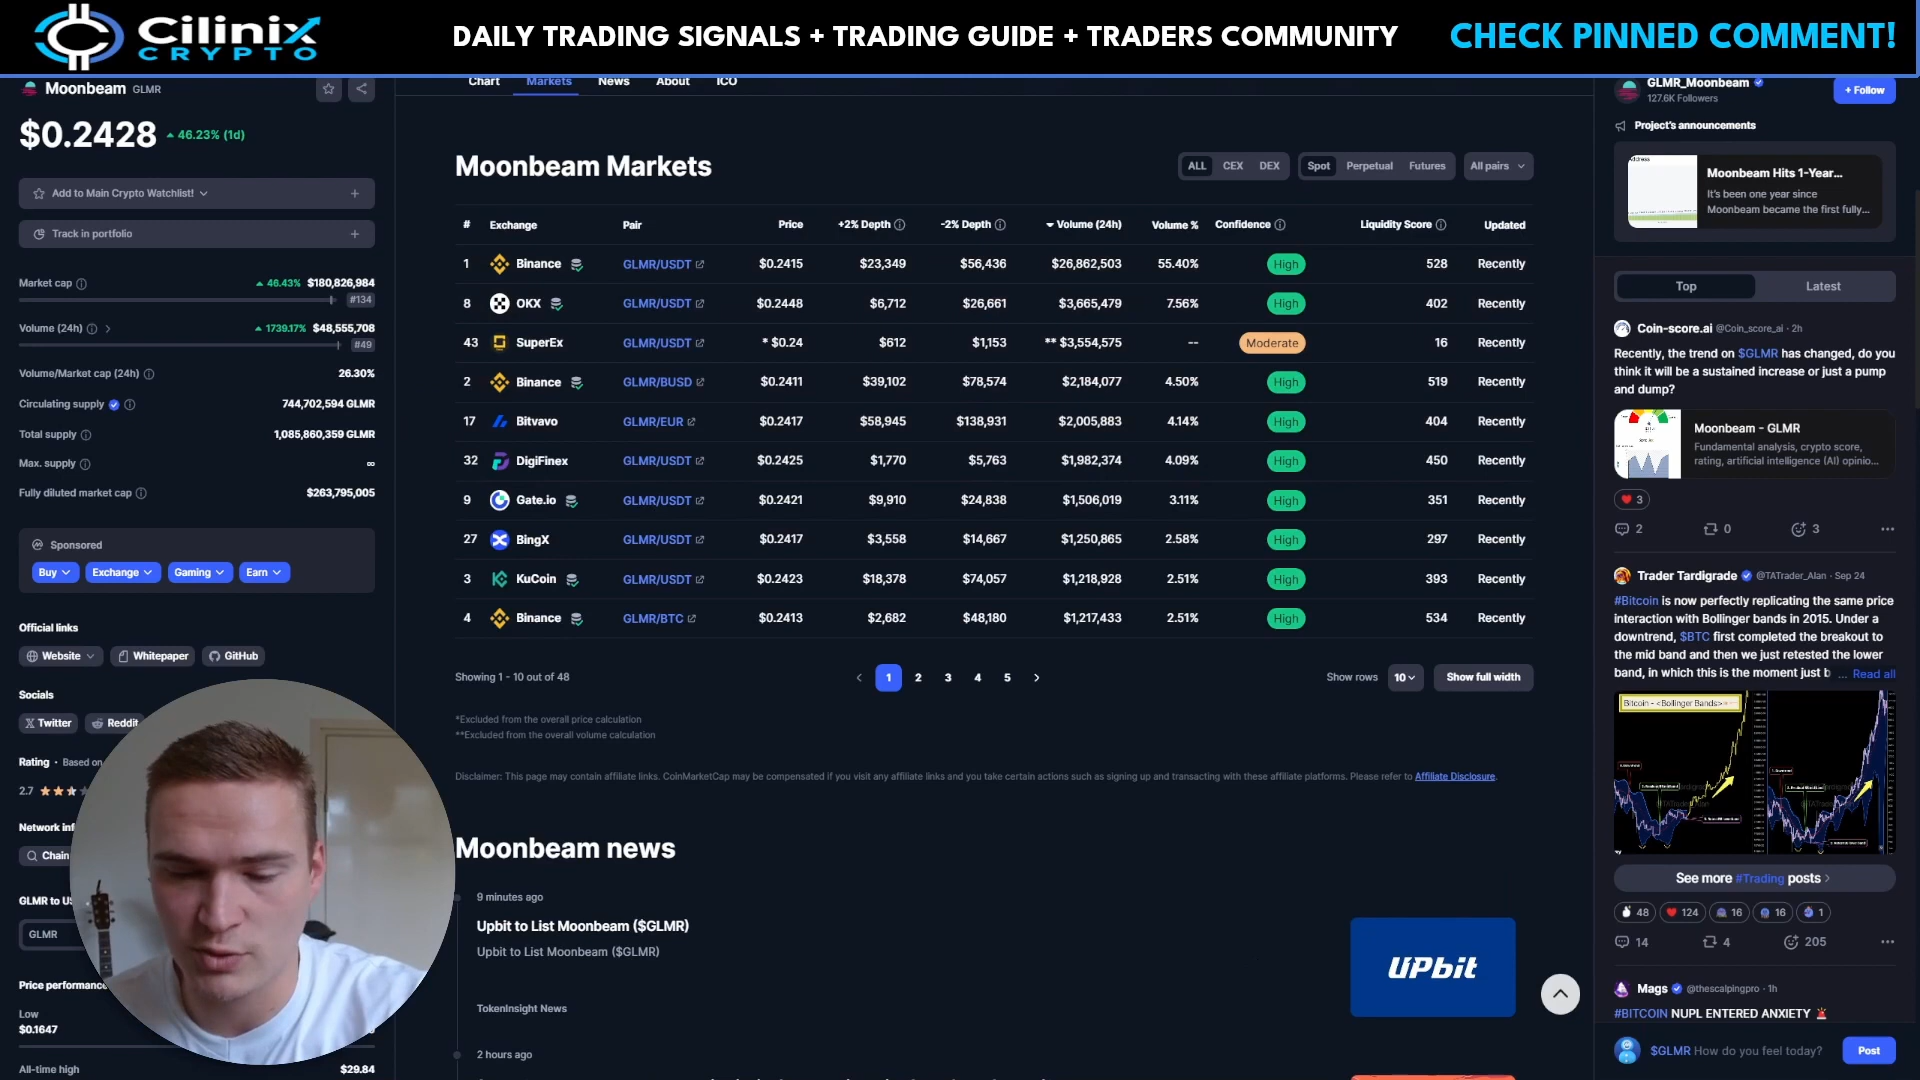 Cilinix
CRYPTO
DAILY TRADING SIGNALS + TRADING GUIDE + TRADERS COMMUNITY
CHECK PINNED COMMENT!
Moonbeam GLMR
$0.2428 46.23% (1d)
Add to Main Crypto Watchlist!
Track in portfolio
Market cap 46.43% $180,826,984
#134
Volume (24h) 1739.17% $48,555,708
#49
Volume/Market cap (24h) 26.30%
Circulating supply 744,702,594 GLMR
Total supply 1,085,860,359 GLMR
Max. supply ∞
Fully diluted market cap $263,795,005
Sponsored
Buy Exchange Gaming Earn
Official links
Website Whitepaper GitHub
Socials
Twitter Reddit
Rating · Based on
2.7
Network inf
Chain
GLMR to US
GLMR
Price performance
Low
$0.1647
All-time high $29.84
Chart Markets News About ICO
Moonbeam Markets
ALL CEX DEX Spot Perpetual Futures All pairs
# Exchange Pair Price +2% Depth -2% Depth Volume (24h) Volume % Confidence Liquidity Score Updated
1 Binance GLMR/USDT $0.2415 $23,349 $56,436 $26,862,503 55.40% High 528 Recently
8 OKX GLMR/USDT $0.2448 $6,712 $26,661 $3,665,479 7.56% High 402 Recently
43 SuperEx GLMR/USDT * $0.24 $612 $1,153 ** $3,554,575 -- Moderate 16 Recently
2 Binance GLMR/BUSD $0.2411 $39,102 $78,574 $2,184,077 4.50% High 519 Recently
17 Bitvavo GLMR/EUR $0.2417 $58,945 $138,931 $2,005,883 4.14% High 404 Recently
32 DigiFinex GLMR/USDT $0.2425 $1,770 $5,763 $1,982,374 4.09% High 450 Recently
9 Gate.io GLMR/USDT $0.2421 $9,910 $24,838 $1,506,019 3.11% High 351 Recently
27 BingX GLMR/USDT $0.2417 $3,558 $14,667 $1,250,865 2.58% High 297 Recently
3 KuCoin GLMR/USDT $0.2423 $18,378 $74,057 $1,218,928 2.51% High 393 Recently
4 Binance GLMR/BTC $0.2413 $2,682 $48,180 $1,217,433 2.51% High 534 Recently
Showing 1 - 10 out of 48
1 2 3 4 5
Show rows 10 Show full width
*Excluded from the overall price calculation
**Excluded from the overall volume calculation
Disclaimer: This page may contain affiliate links. CoinMarketCap may be compensated if you visit any affiliate links and you take certain actions such as signing up and transacting with these affiliate platforms. Please refer to Affiliate Disclosure.
Moonbeam news
9 minutes ago
Upbit to List Moonbeam ($GLMR)
Upbit to List Moonbeam ($GLMR)
TokenInsight News
UPbit
2 hours ago
GLMR_Moonbeam
127.6K Followers
+ Follow
Project's announcements
Moonbeam Hits 1-Year...
It's been one year since
Moonbeam became the first fully...
Top Latest
Coin-score.ai @Coin_score_ai · 2h
Recently, the trend on $GLMR has changed, do you
think it will be a sustained increase or just a pump
and dump?
Moonbeam - GLMR
Fundamental analysis, crypto score,
rating, artificial intelligence (AI) opinio...
3
2 0 3
Trader Tardigrade @TATrader_Alan · Sep 24
#Bitcoin is now perfectly replicating the same price
interaction with Bollinger bands in 2015. Under a
downtrend, $BTC first completed the breakout to
the mid band and then we just retested the lower
band, in which this is the moment just b ... Read all
Bitcoin - <Bollinger Bands>
See more #Trading posts
48 124 16 16 1
14 4 205
Mags @thescalpingpro · 1h
#BITCOIN NUPL ENTERED ANXIETY
$GLMR How do you feel today?
Post